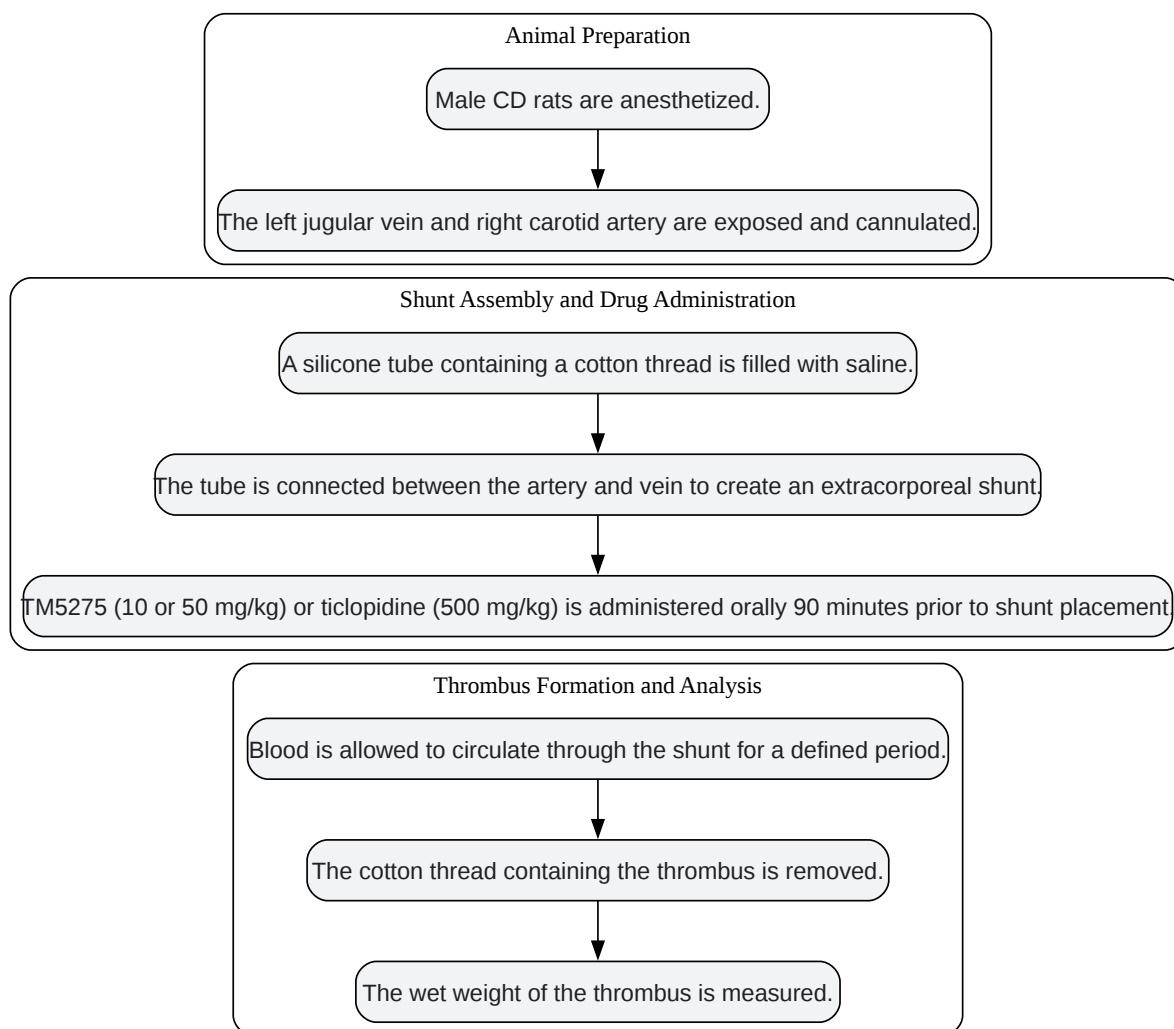 Animal Preparation
Male CD rats are anesthetized.
The left jugular vein and right carotid artery are exposed and cannulated.
Shunt Assembly and Drug Administration
A silicone tube containing a cotton thread is filled with saline.
The tube is connected between the artery and vein to create an extracorporeal shunt.
TM5275 (10 or 50 mg/kg) or ticlopidine (500 mg/kg) is administered orally 90 minutes prior to shunt placement.
Thrombus Formation and Analysis
Blood is allowed to circulate through the shunt for a defined period.
The cotton thread containing the thrombus is removed.
The wet weight of the thrombus is measured.